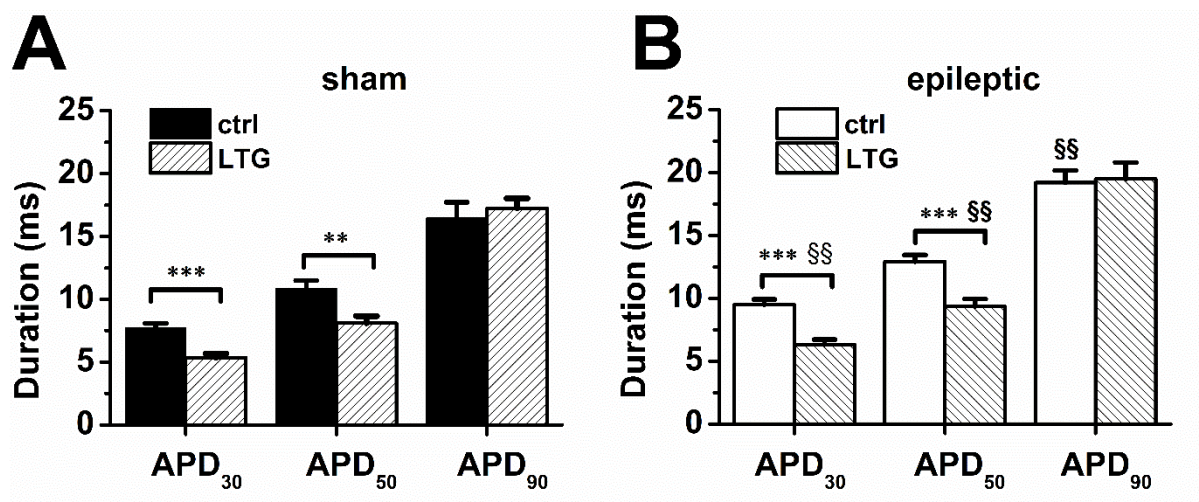 A
sham
ctrl
LTG
Duration (ms)
25
20
15
10
5
0
***
**
APD30
APD50
APD90
B
epileptic
ctrl
LTG
Duration (ms)
25
20
15
10
5
0
*** §§
*** §§
§§
APD30
APD50
APD90